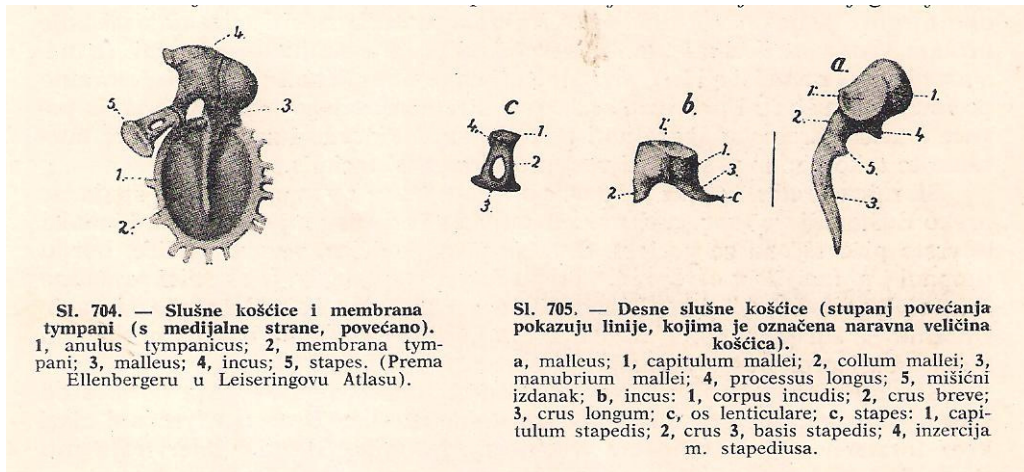 4.
5.
3.
1.
2.
c
4.
1.
2
3.
b.
1'.
1.
3.
2.
c
a.
1'.
1.
2.
4
5.
3.
Sl. 704. — Slušne košćice i membrana
tympani (s medijalne strane, povećano).
1, anulus tympanicus; 2, membrana tym-
pani; 3, malleus; 4, incus; 5, stapes. (Prema
Ellenbergeru u Leiseringovu Atlasu).
Sl. 705. — Desne slušne košćice (stupanj povećanja
pokazuju linije, kojima je označena naravna veličina
košćica).
a, malleus; 1, capitulum mallei; 2, collum mallei; 3,
manubrium mallei; 4, processus longus; 5, mišićni
izdanak; b, incus: 1, corpus incudis; 2, crus breve;
3, crus longum; c, os lenticulare; c, stapes: 1, capi-
tulum stapedis; 2, crus 3, basis stapedis; 4, inzercija
m. stapediusa.